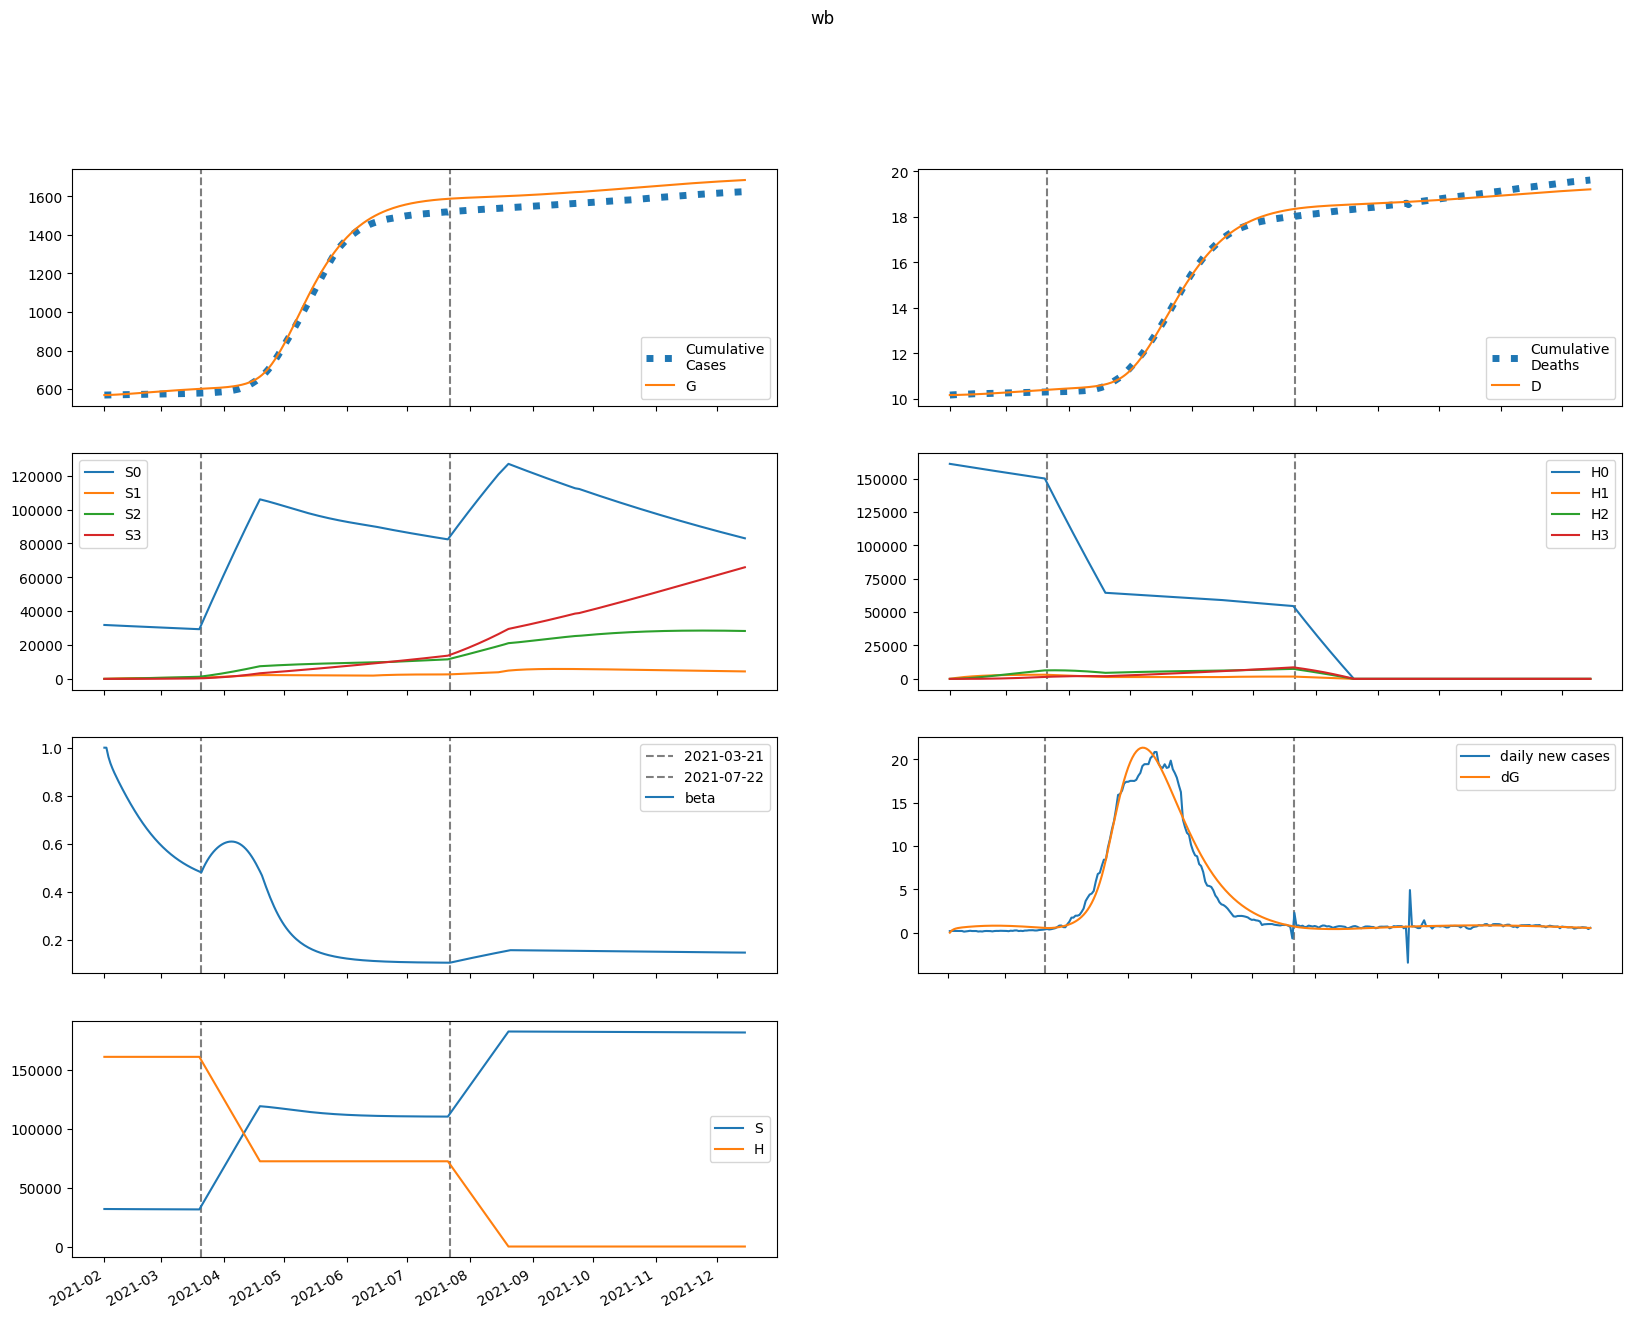 wb
1600
1400
1200
1000
800
600
Cumulative
Cases
G
20
18
16
14
12
10
Cumulative
Deaths
D
120000
100000
80000
60000
40000
20000
0
S0
S1
S2
S3
150000
125000
100000
75000
50000
25000
0
H0
H1
H2
H3
1.0
0.8
0.6
0.4
0.2
2021-03-21
2021-07-22
beta
20
15
10
5
0
daily new cases
dG
150000
100000
50000
0
S
H
2021-02
2021-03
2021-04
2021-05
2021-06
2021-07
2021-08
2021-09
2021-10
2021-11
2021-12